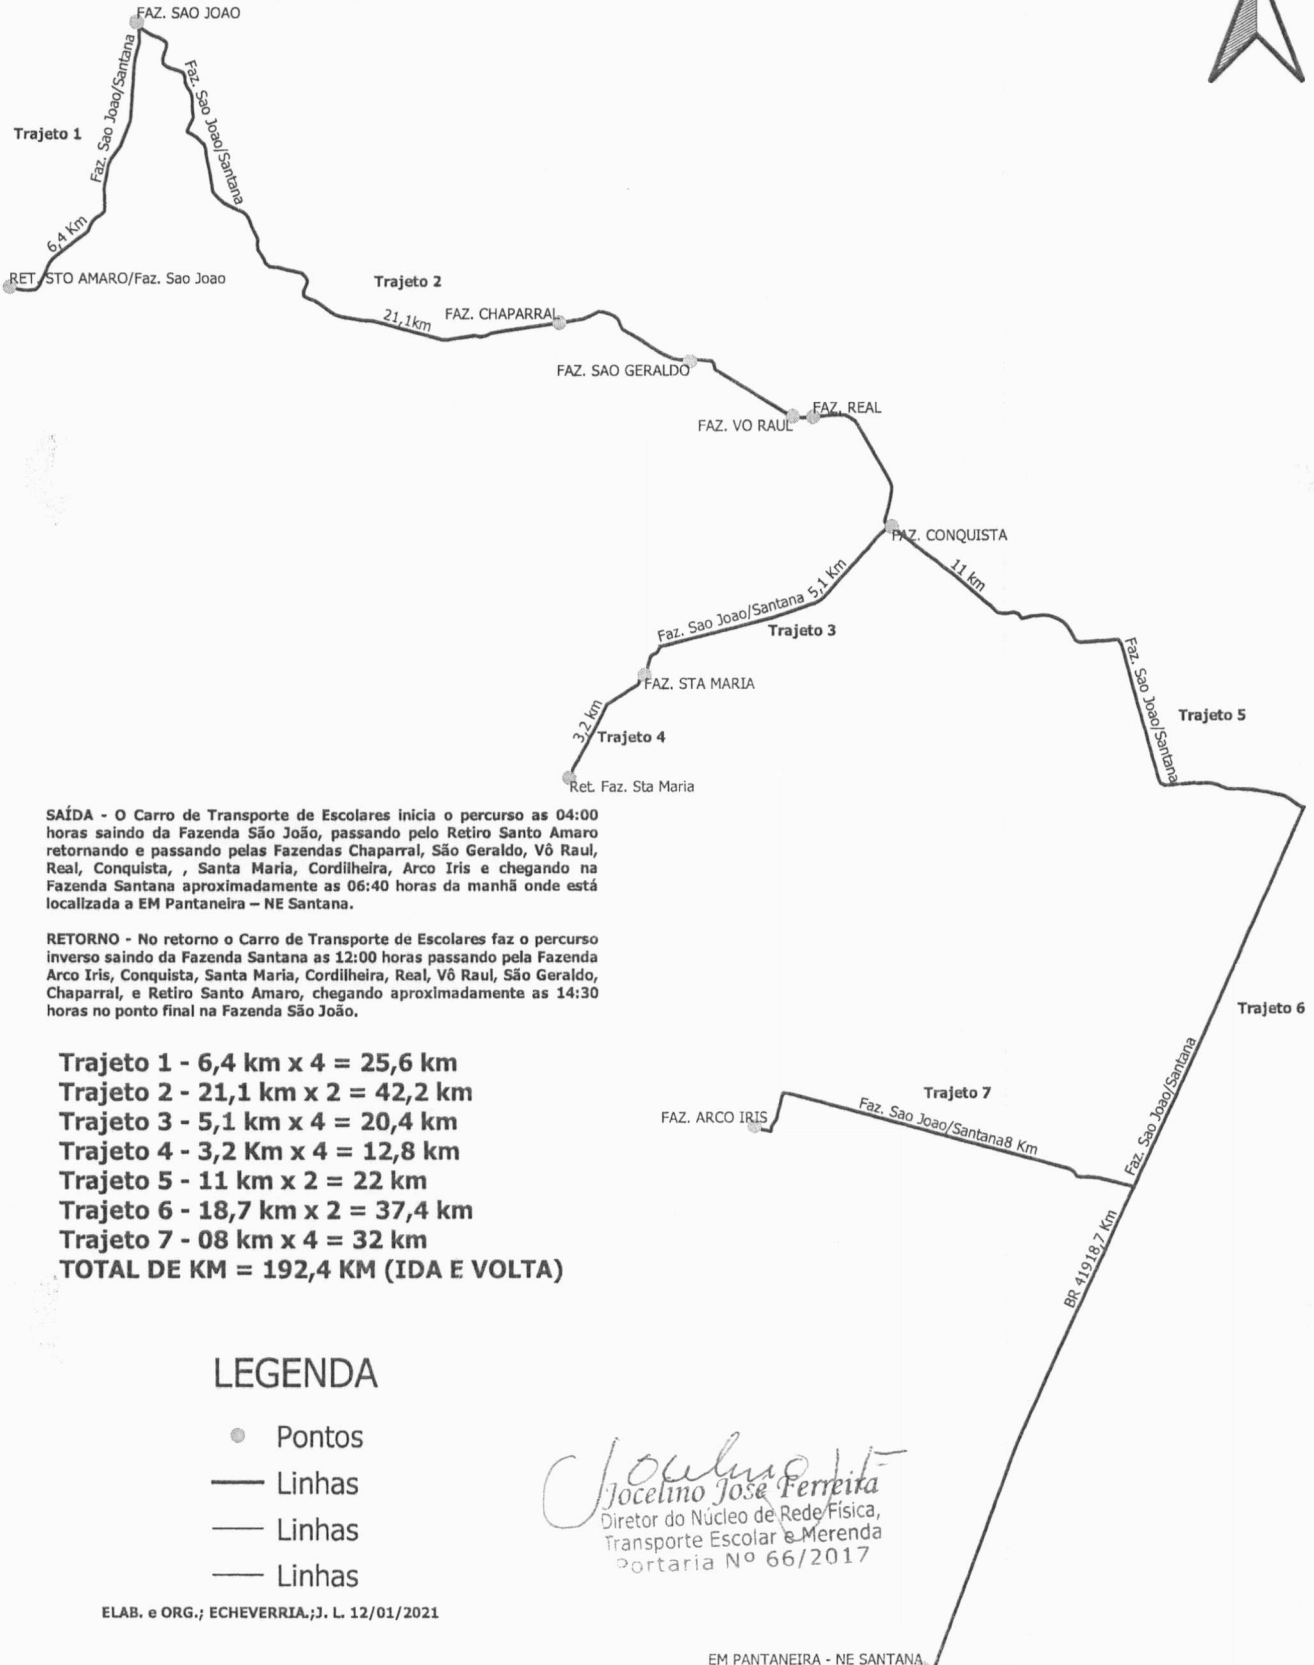 FAZ. SAO JOAO
Faz. Sao Joao/Santana
Faz. Sao Joao/Santana
Trajeto 1
6,4 Km
RET. STO AMARO/Faz. Sao Joao
Trajeto 2
21,1km
FAZ. CHAPARRAL
FAZ. SAO GERALDO
FAZ. REAL
FAZ. VO RAUL
FAZ. CONQUISTA
11 km
Faz. Sao Joao/Santana 5,1 Km
Trajeto 3
FAZ. STA MARIA
Faz. Sao Joao/Santana
Trajeto 5
3,2 km
Trajeto 4
Ret. Faz. Sta Maria
SAÍDA - O Carro de Transporte de Escolares inicia o percurso as 04:00
horas saindo da Fazenda São João, passando pelo Retiro Santo Amaro
retornando e passando pelas Fazendas Chaparral, São Geraldo, Vô Raul,
Real, Conquista, , Santa Maria, Cordilheira, Arco Iris e chegando na
Fazenda Santana aproximadamente as 06:40 horas da manhã onde está
localizada a EM Pantaneira – NE Santana.
RETORNO - No retorno o Carro de Transporte de Escolares faz o percurso
inverso saindo da Fazenda Santana as 12:00 horas passando pela Fazenda
Arco Iris, Conquista, Santa Maria, Cordilheira, Real, Vô Raul, São Geraldo,
Chaparral, e Retiro Santo Amaro, chegando aproximadamente as 14:30
horas no ponto final na Fazenda São João.
Trajeto 6
Faz. Sao Joao/Santana
Trajeto 7
FAZ. ARCO IRIS
Faz. Sao Joao/Santana8 Km
BR 41918,7 Km
Trajeto 1 - 6,4 km x 4 = 25,6 km
Trajeto 2 - 21,1 km x 2 = 42,2 km
Trajeto 3 - 5,1 km x 4 = 20,4 km
Trajeto 4 - 3,2 Km x 4 = 12,8 km
Trajeto 5 - 11 km x 2 = 22 km
Trajeto 6 - 18,7 km x 2 = 37,4 km
Trajeto 7 - 08 km x 4 = 32 km
TOTAL DE KM = 192,4 KM (IDA E VOLTA)
LEGENDA
Pontos
Linhas
Linhas
Linhas
Jocelino José Ferreira
Diretor do Núcleo de Rede Física,
Transporte Escolar e Merenda
Portaria Nº 66/2017
ELAB. e ORG.; ECHEVERRIA.;J. L. 12/01/2021
EM PANTANEIRA - NE SANTANA